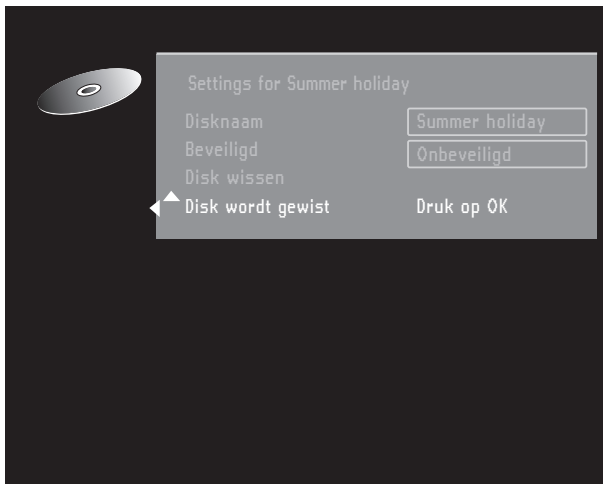 Settings for Summer holiday
Disknaam Summer holiday
Beveiligd Onbeveiligd
Disk wissen
Disk wordt gewist Druk op OK